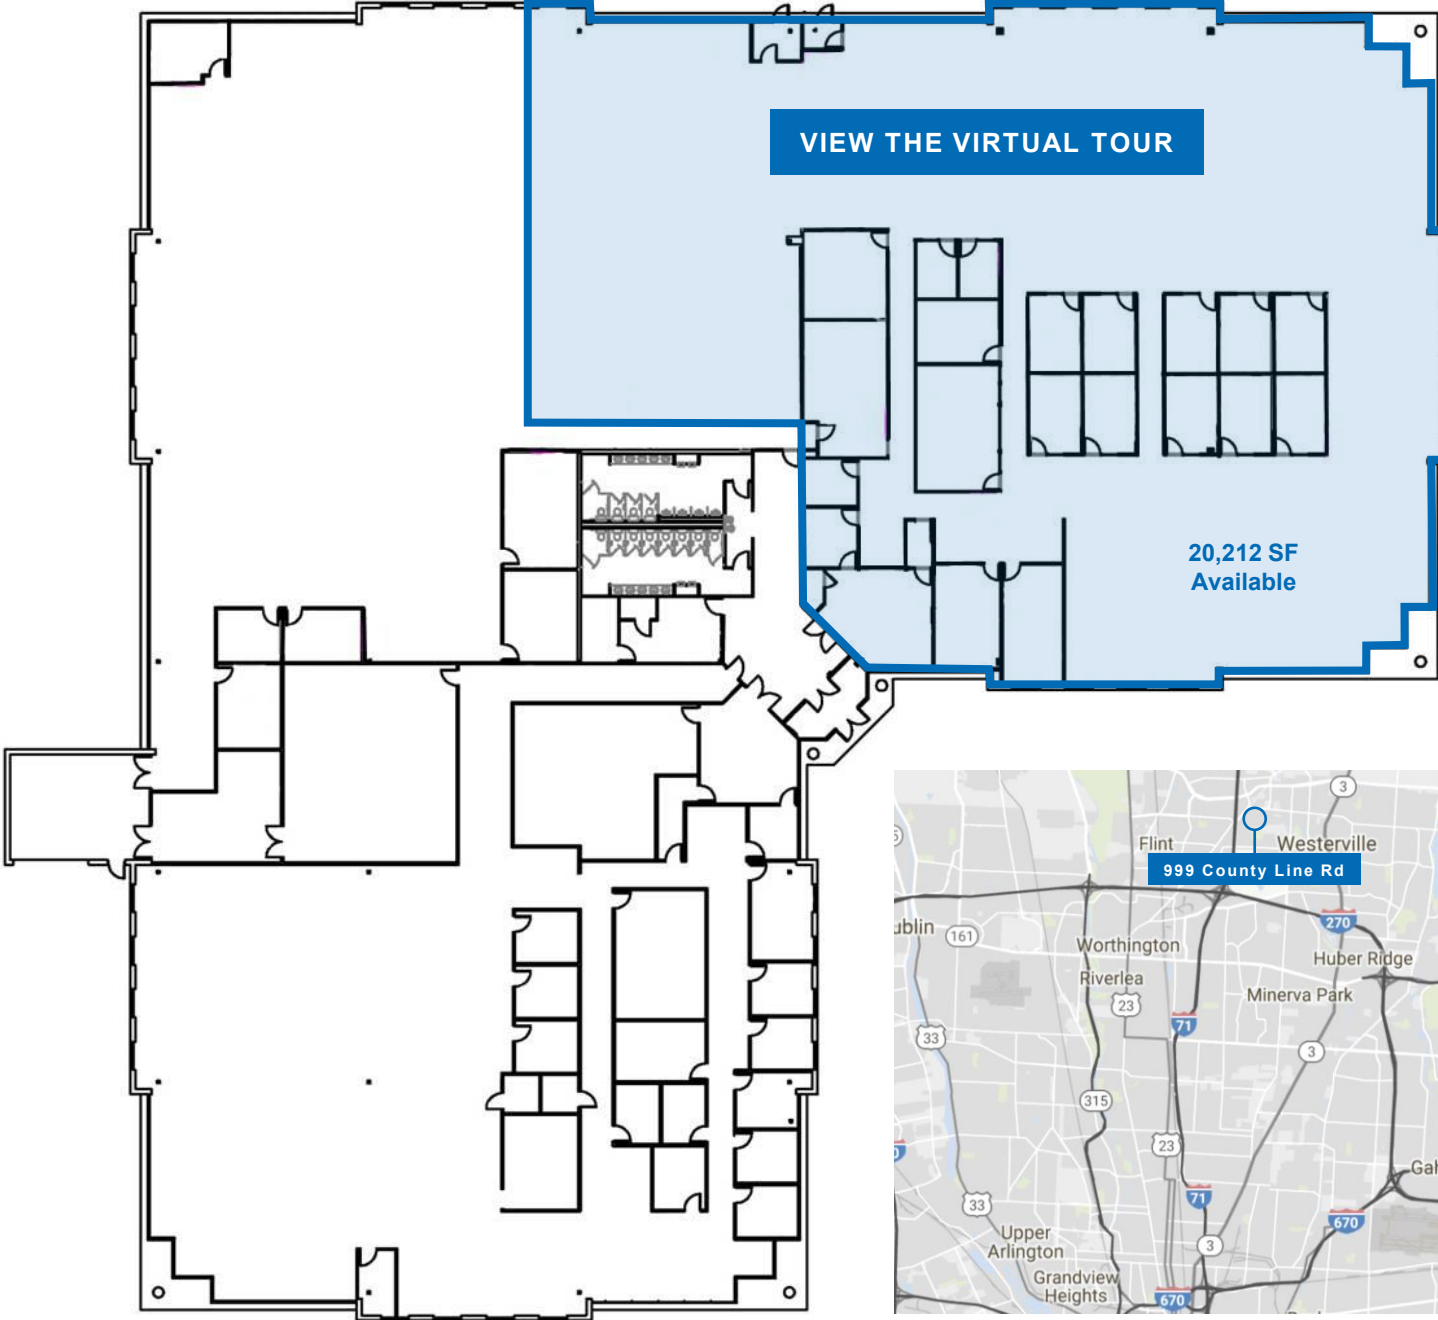 VIEW THE VIRTUAL TOUR
20,212 SF
Available
3
Flint
Westerville
999 County Line Rd
270
161
Worthington
Huber Ridge
Riverlea
Minerva Park
23
71
33
3
315
23
71
33
670
Upper
Arlington
3
Grandview
Heights
670